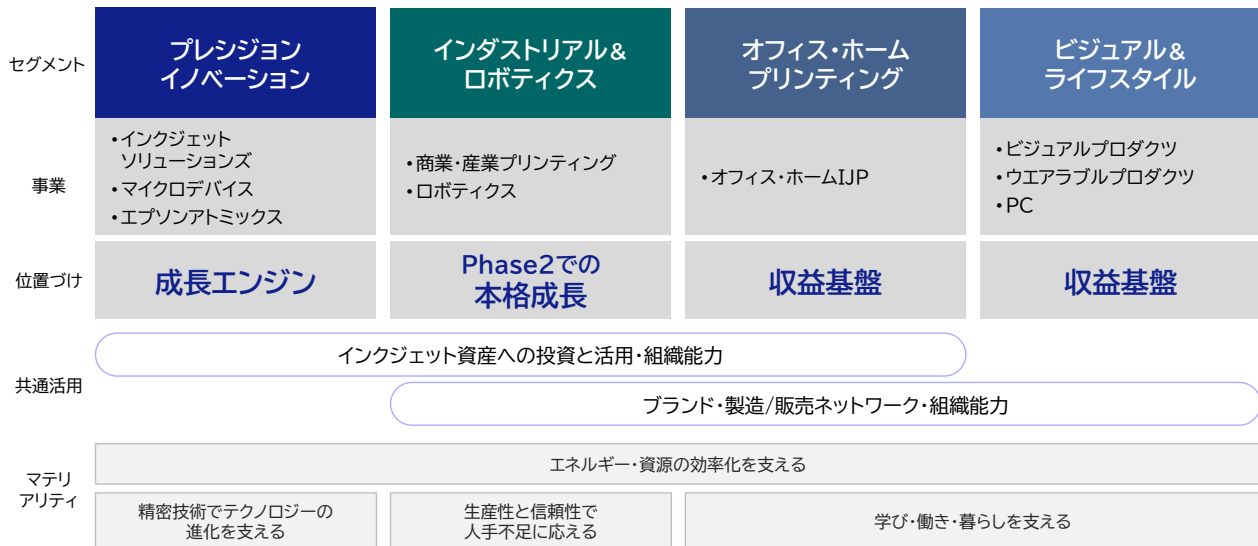 セグメント
プレシジョン
イノベーション
インダストリアル&
ロボティクス
オフィス・ホーム
プリンティング
ビジュアル&
ライフスタイル
事業
•インクジェット
ソリューションズ
•マイクロデバイス
•エプソンアトミックス
•商業・産業プリンティング
•ロボティクス
•オフィス・ホームIJP
•ビジュアルプロダクツ
•ウエアラブルプロダクツ
•PC
位置づけ
成長エンジン
Phase2での
本格成長
収益基盤
収益基盤
共通活用
インクジェット資産への投資と活用・組織能力
ブランド・製造/販売ネットワーク・組織能力
マテリ
アリティ
エネルギー・資源の効率化を支える
精密技術でテクノロジーの
進化を支える
生産性と信頼性で
人手不足に応える
学び・働き・暮らしを支える